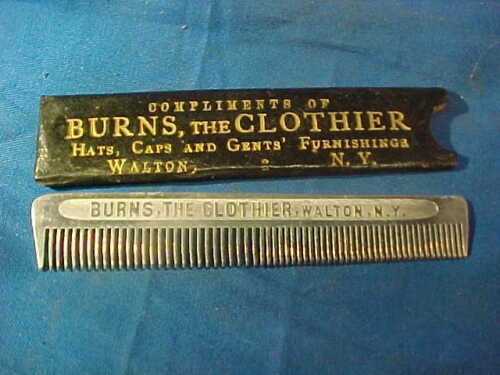 COMPLIMENTS OF
BURNS, THE CLOTHIER
HATS, CAPS AND GENTS' FURNISHINGS
WALTON, N.Y.
BURNS, THE CLOTHIER, WALTON, N.Y.